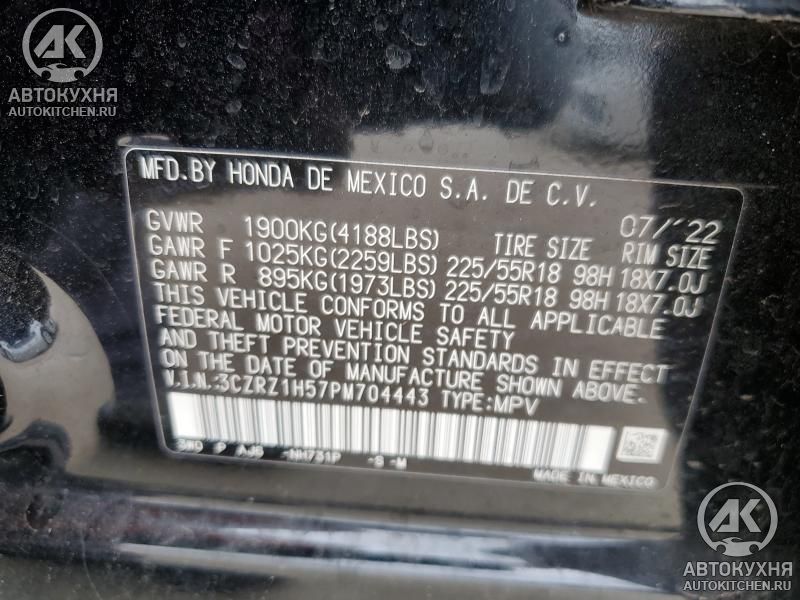 AK
АВТОКУХНЯ
AUTOKITCHEN.RU
MFD.BY HONDA DE MEXICO S.A. DE C.V.
07/'22
GVWR 1900KG(4188LBS) TIRE SIZE RIM SIZE
GAWR F 1025KG(2259LBS) 225/55R18 98H 18X7.0J
GAWR R 895KG(1973LBS) 225/55R18 98H 18X7.0J
THIS VEHICLE CONFORMS TO ALL APPLICABLE
FEDERAL MOTOR VEHICLE SAFETY
AND THEFT PREVENTION STANDARDS IN EFFECT
ON THE DATE OF MANUFACTURE SHOWN ABOVE.
V.I.N.:3CZRZ1H57PM704443 TYPE:MPV
P -NH731P -S -M
MADE IN MEXICO
AK
АВТОКУХНЯ
AUTOKITCHEN.RU